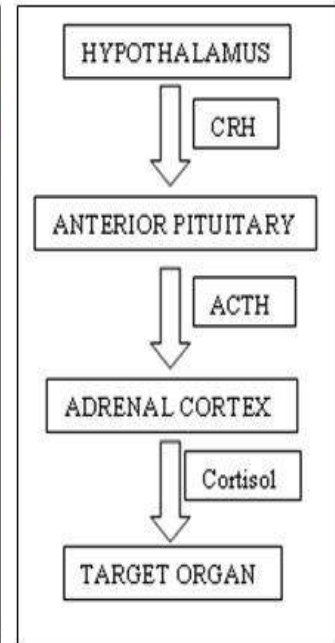 HYPOTHALAMUS
CRH
ANTERIOR PITUITARY
ACTH
ADRENAL CORTEX
Cortisol
TARGET ORGAN